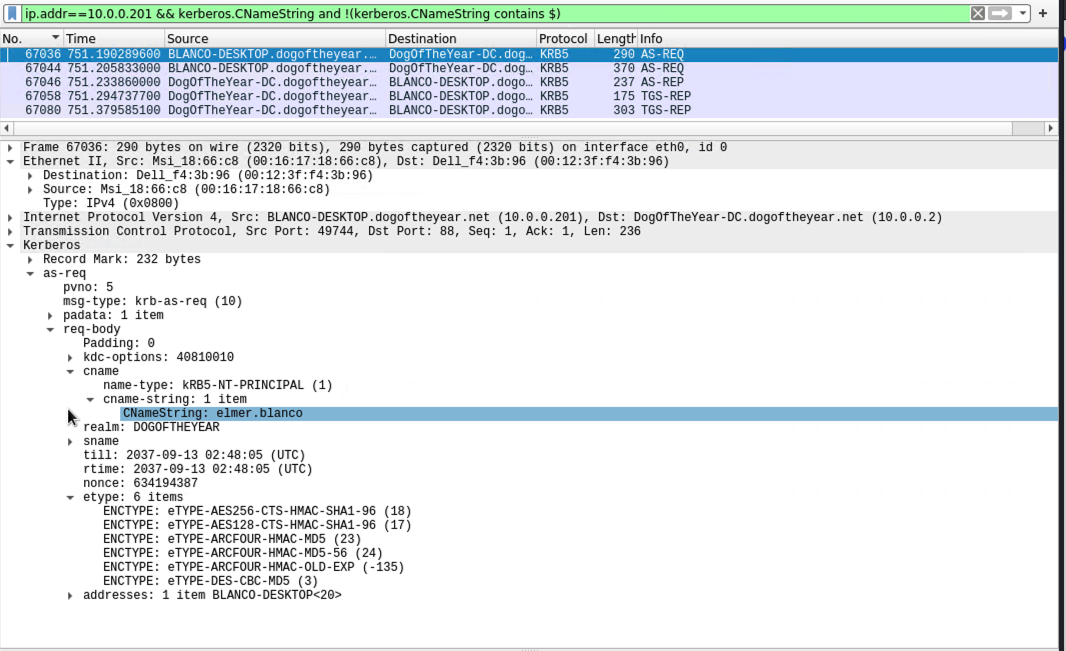 ip.addr==10.0.0.201 && kerberos.CNameString and !(kerberos.CNameString contains $)
No. Time Source Destination Protocol Length Info
67036 751.190289600 BLANCO-DESKTOP.dogoftheyear.… DogOfTheYear-DC.dog… KRB5 290 AS-REQ
67044 751.205833000 BLANCO-DESKTOP.dogoftheyear.… DogOfTheYear-DC.dog… KRB5 370 AS-REQ
67046 751.233860000 DogOfTheYear-DC.dogoftheyear… BLANCO-DESKTOP.dogo… KRB5 237 AS-REP
67058 751.294737700 DogOfTheYear-DC.dogoftheyear… BLANCO-DESKTOP.dogo… KRB5 175 TGS-REP
67080 751.379585100 DogOfTheYear-DC.dogoftheyear… BLANCO-DESKTOP.dogo… KRB5 303 TGS-REP
Frame 67036: 290 bytes on wire (2320 bits), 290 bytes captured (2320 bits) on interface eth0, id 0
Ethernet II, Src: Msi_18:66:c8 (00:16:17:18:66:c8), Dst: Dell_f4:3b:96 (00:12:3f:f4:3b:96)
Destination: Dell_f4:3b:96 (00:12:3f:f4:3b:96)
Source: Msi_18:66:c8 (00:16:17:18:66:c8)
Type: IPv4 (0x0800)
Internet Protocol Version 4, Src: BLANCO-DESKTOP.dogoftheyear.net (10.0.0.201), Dst: DogOfTheYear-DC.dogoftheyear.net (10.0.0.2)
Transmission Control Protocol, Src Port: 49744, Dst Port: 88, Seq: 1, Ack: 1, Len: 236
Kerberos
Record Mark: 232 bytes
as-req
pvno: 5
msg-type: krb-as-req (10)
padata: 1 item
req-body
Padding: 0
kdc-options: 40810010
cname
name-type: kRB5-NT-PRINCIPAL (1)
cname-string: 1 item
CNameString: elmer.blanco
realm: DOGOFTHEYEAR
sname
till: 2037-09-13 02:48:05 (UTC)
rtime: 2037-09-13 02:48:05 (UTC)
nonce: 634194387
etype: 6 items
ENCTYPE: eTYPE-AES256-CTS-HMAC-SHA1-96 (18)
ENCTYPE: eTYPE-AES128-CTS-HMAC-SHA1-96 (17)
ENCTYPE: eTYPE-ARCFOUR-HMAC-MD5 (23)
ENCTYPE: eTYPE-ARCFOUR-HMAC-MD5-56 (24)
ENCTYPE: eTYPE-ARCFOUR-HMAC-OLD-EXP (-135)
ENCTYPE: eTYPE-DES-CBC-MD5 (3)
addresses: 1 item BLANCO-DESKTOP<20>